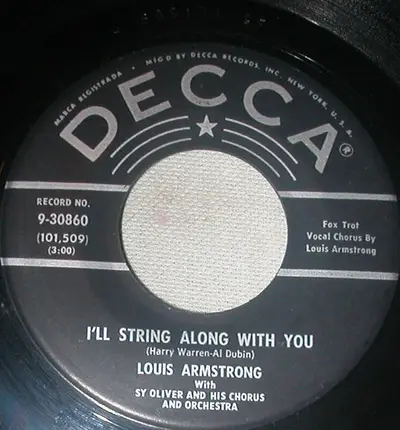 MARCA REGISTRADA • MF'G BY DECCA RECORDS, INC., NEW YORK, U.S.A.
DECCA®
RECORD NO.
9-30860
(101,509)
(3:00)
Fox Trot
Vocal Chorus By
Louis Armstrong
I'LL STRING ALONG WITH YOU
(Harry Warren-Al Dubin)
LOUIS ARMSTRONG
With
SY OLIVER AND HIS CHORUS
AND ORCHESTRA